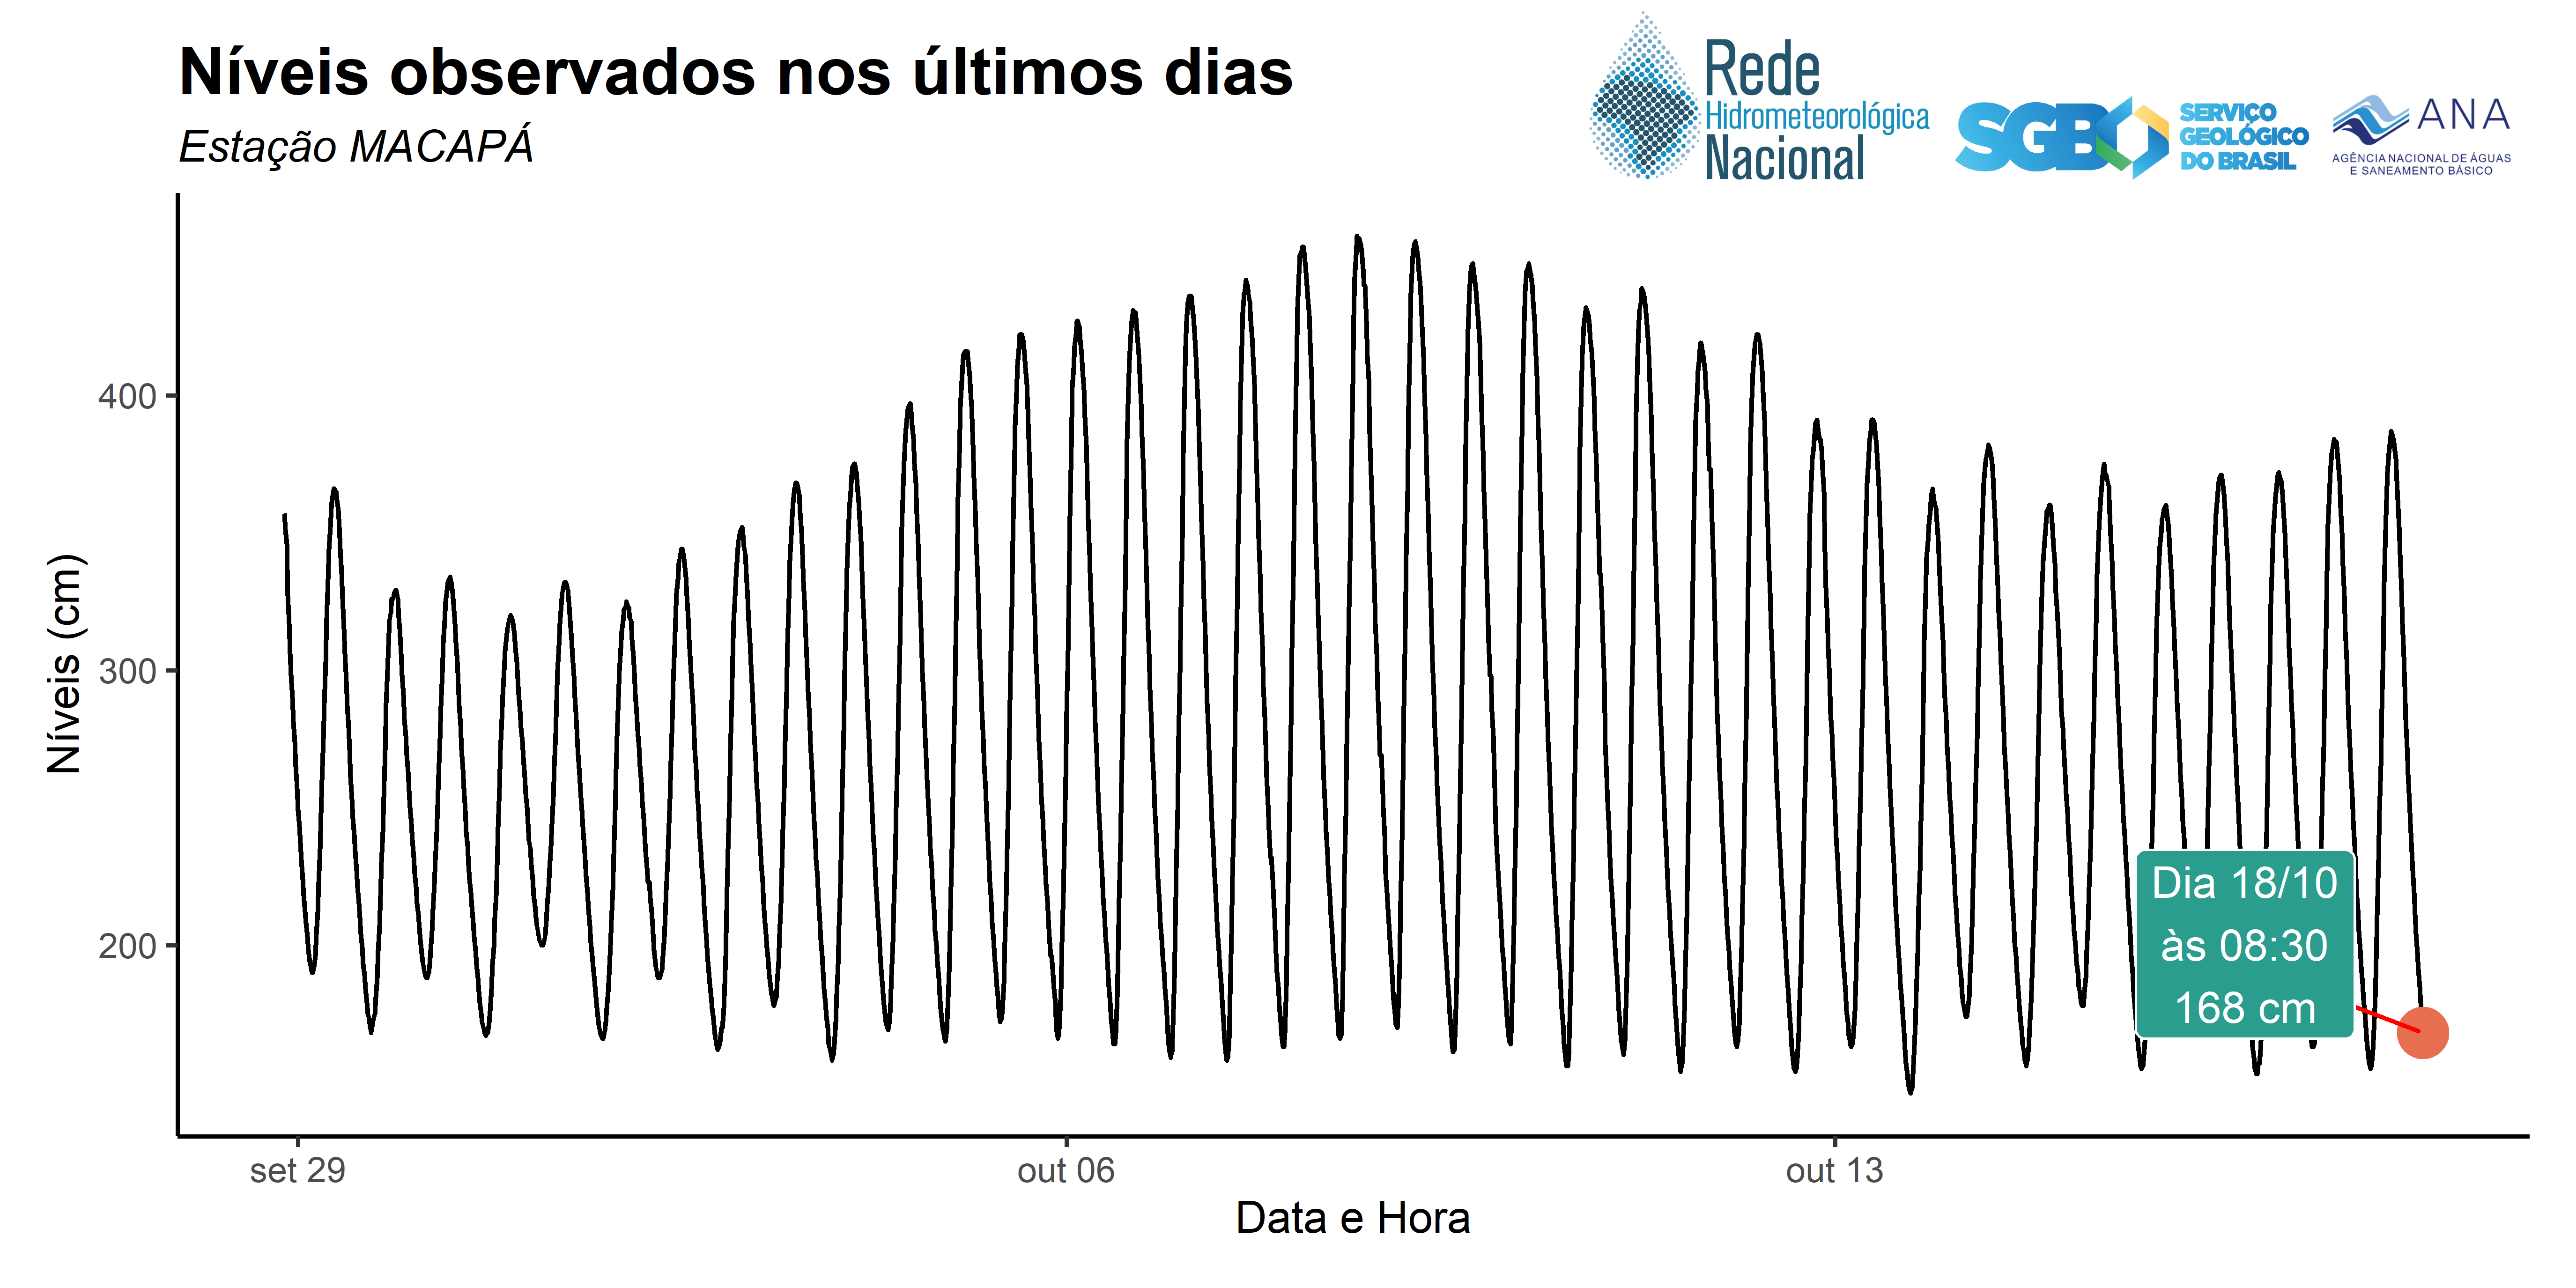 Níveis observados nos últimos dias
Estação MACAPÁ
Rede
Hidrometeorológica
Nacional
SGB
SERVIÇO
GEOLÓGICO
DO BRASIL
ANA
AGÊNCIA NACIONAL DE ÁGUAS
E SANEAMENTO BÁSICO
Níveis (cm)
400
300
200
Dia 18/10
às 08:30
168 cm
set 29
out 06
out 13
Data e Hora